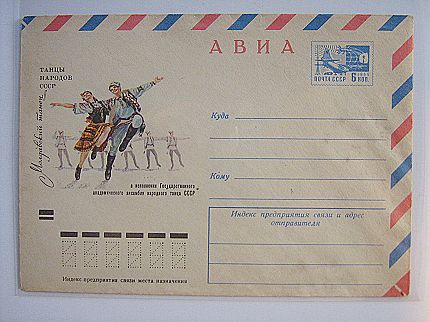 АВИА
ТАНЦЫ
НАРОДОВ
СССР
„Молдавский танец"
в исполнении Государственного
академического ансамбля народного танца СССР
ПОЧТА СССР
6 КОП.
1966
Куда
Кому
Индекс предприятия связи и адрес
отправителя
Индекс предприятия связи места назначения